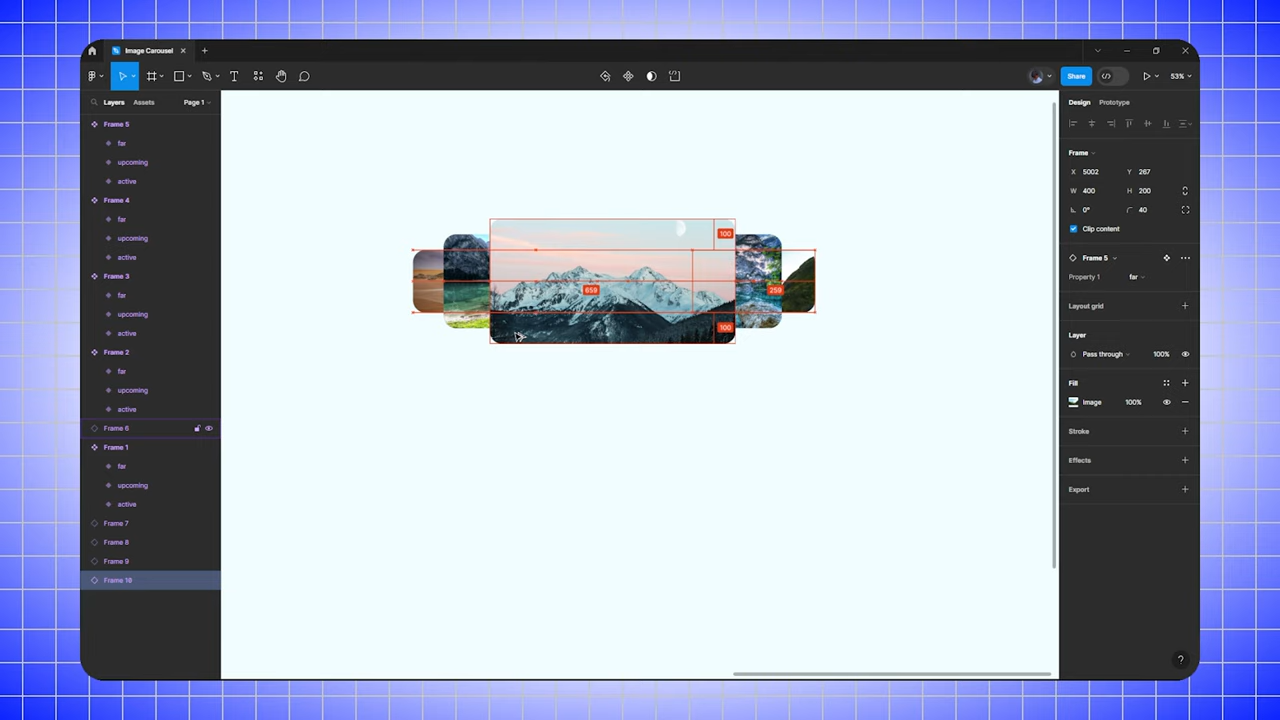 Image Carousel
Share
53%
Layers
Assets
Page 1
Design
Prototype
Frame 5
far
upcoming
active
Frame 4
far
upcoming
active
Frame 3
far
upcoming
active
Frame 2
far
upcoming
active
Frame 6
Frame 1
far
upcoming
active
Frame 7
Frame 8
Frame 9
Frame 10
100
659
259
100
Frame
X 5002 Y 267
W 400 H 200
0° 40
Clip content
Frame 5
Property 1 far
Layout grid
Layer
Pass through 100%
Fill
Image 100%
Stroke
Effects
Export
?